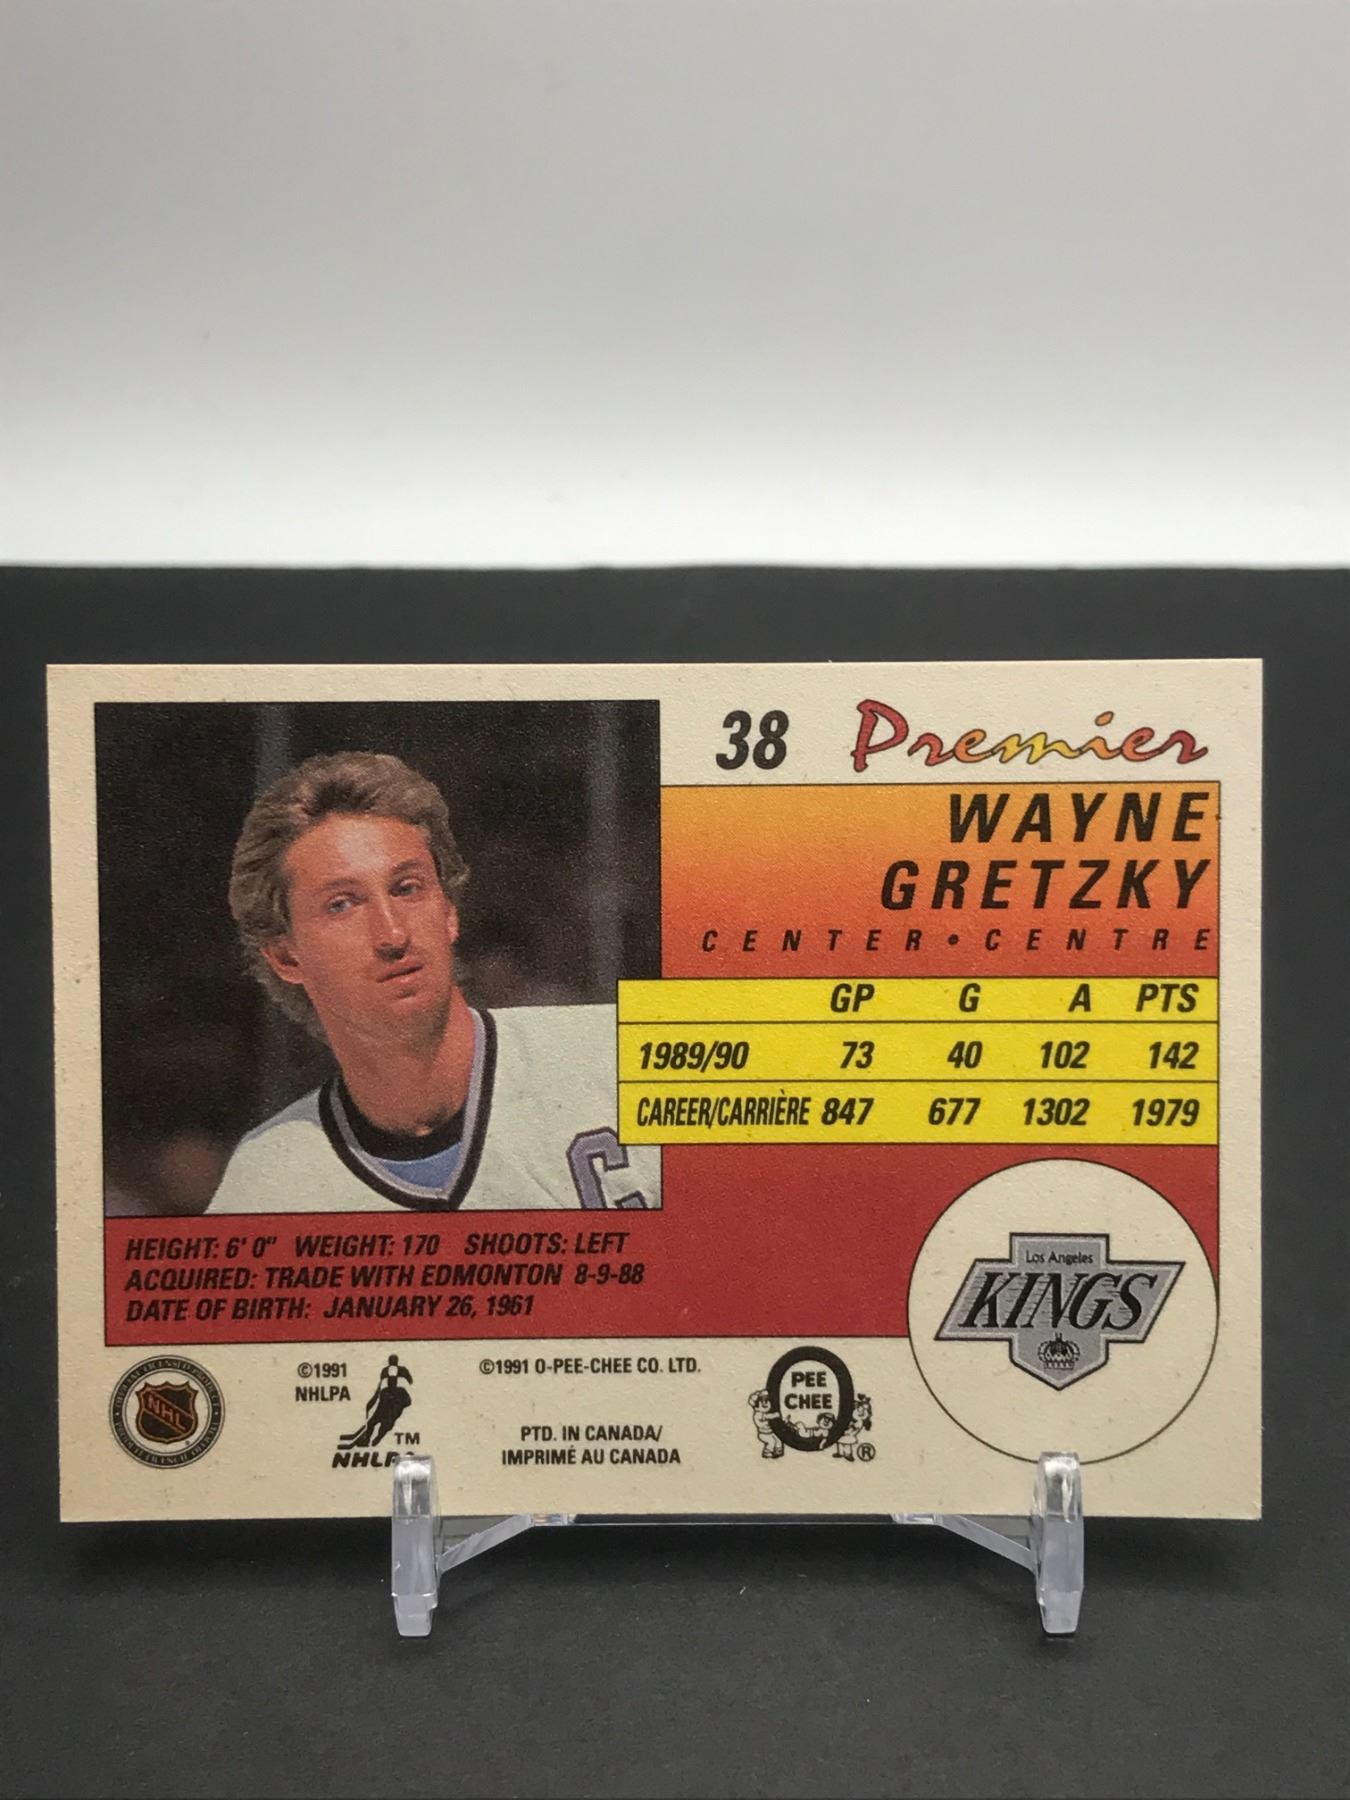 38 Premier
WAYNE
GRETZKY
CENTER • CENTRE
GP G A PTS
1989/90 73 40 102 142
CAREER/CARRIÈRE 847 677 1302 1979
C
HEIGHT: 6' 0" WEIGHT: 170 SHOOTS: LEFT
ACQUIRED: TRADE WITH EDMONTON 8-9-88
DATE OF BIRTH: JANUARY 26, 1961
Los Angeles
KINGS
NHL
©1991
NHLPA
TM
©1991 O-PEE-CHEE CO. LTD.
PTD. IN CANADA/
IMPRIMÉ AU CANADA
O
PEE
CHEE
®